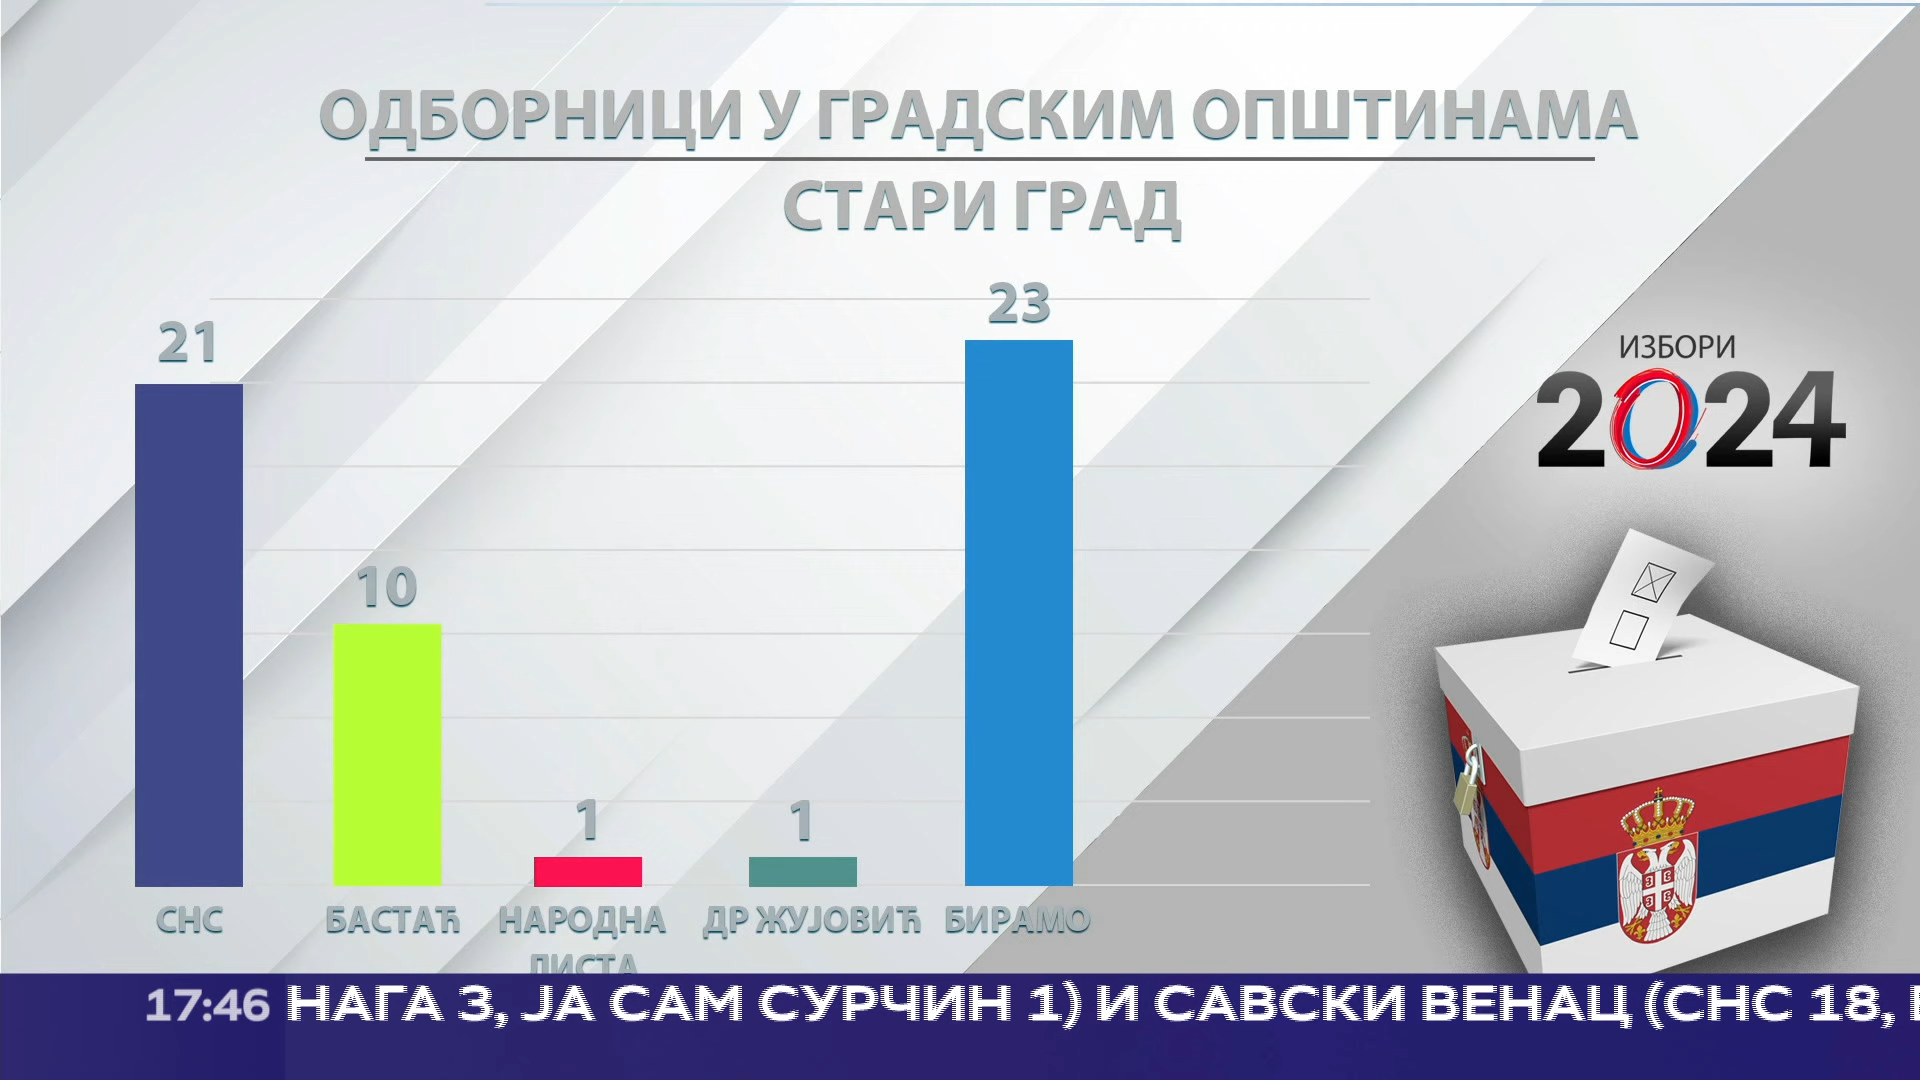 ОДБОРНИЦИ У ГРАДСКИМ ОПШТИНАМА
СТАРИ ГРАД
21
10
1
1
23
СНС
БАСТАЋ
НАРОДНА
ЛИСТА
ДР ЖУЈОВИЋ
БИРАМО
ИЗБОРИ
2024
17:46
НАГА 3, ЈА САМ СУРЧИН 1) И САВСКИ ВЕНАЦ (СНС 18,